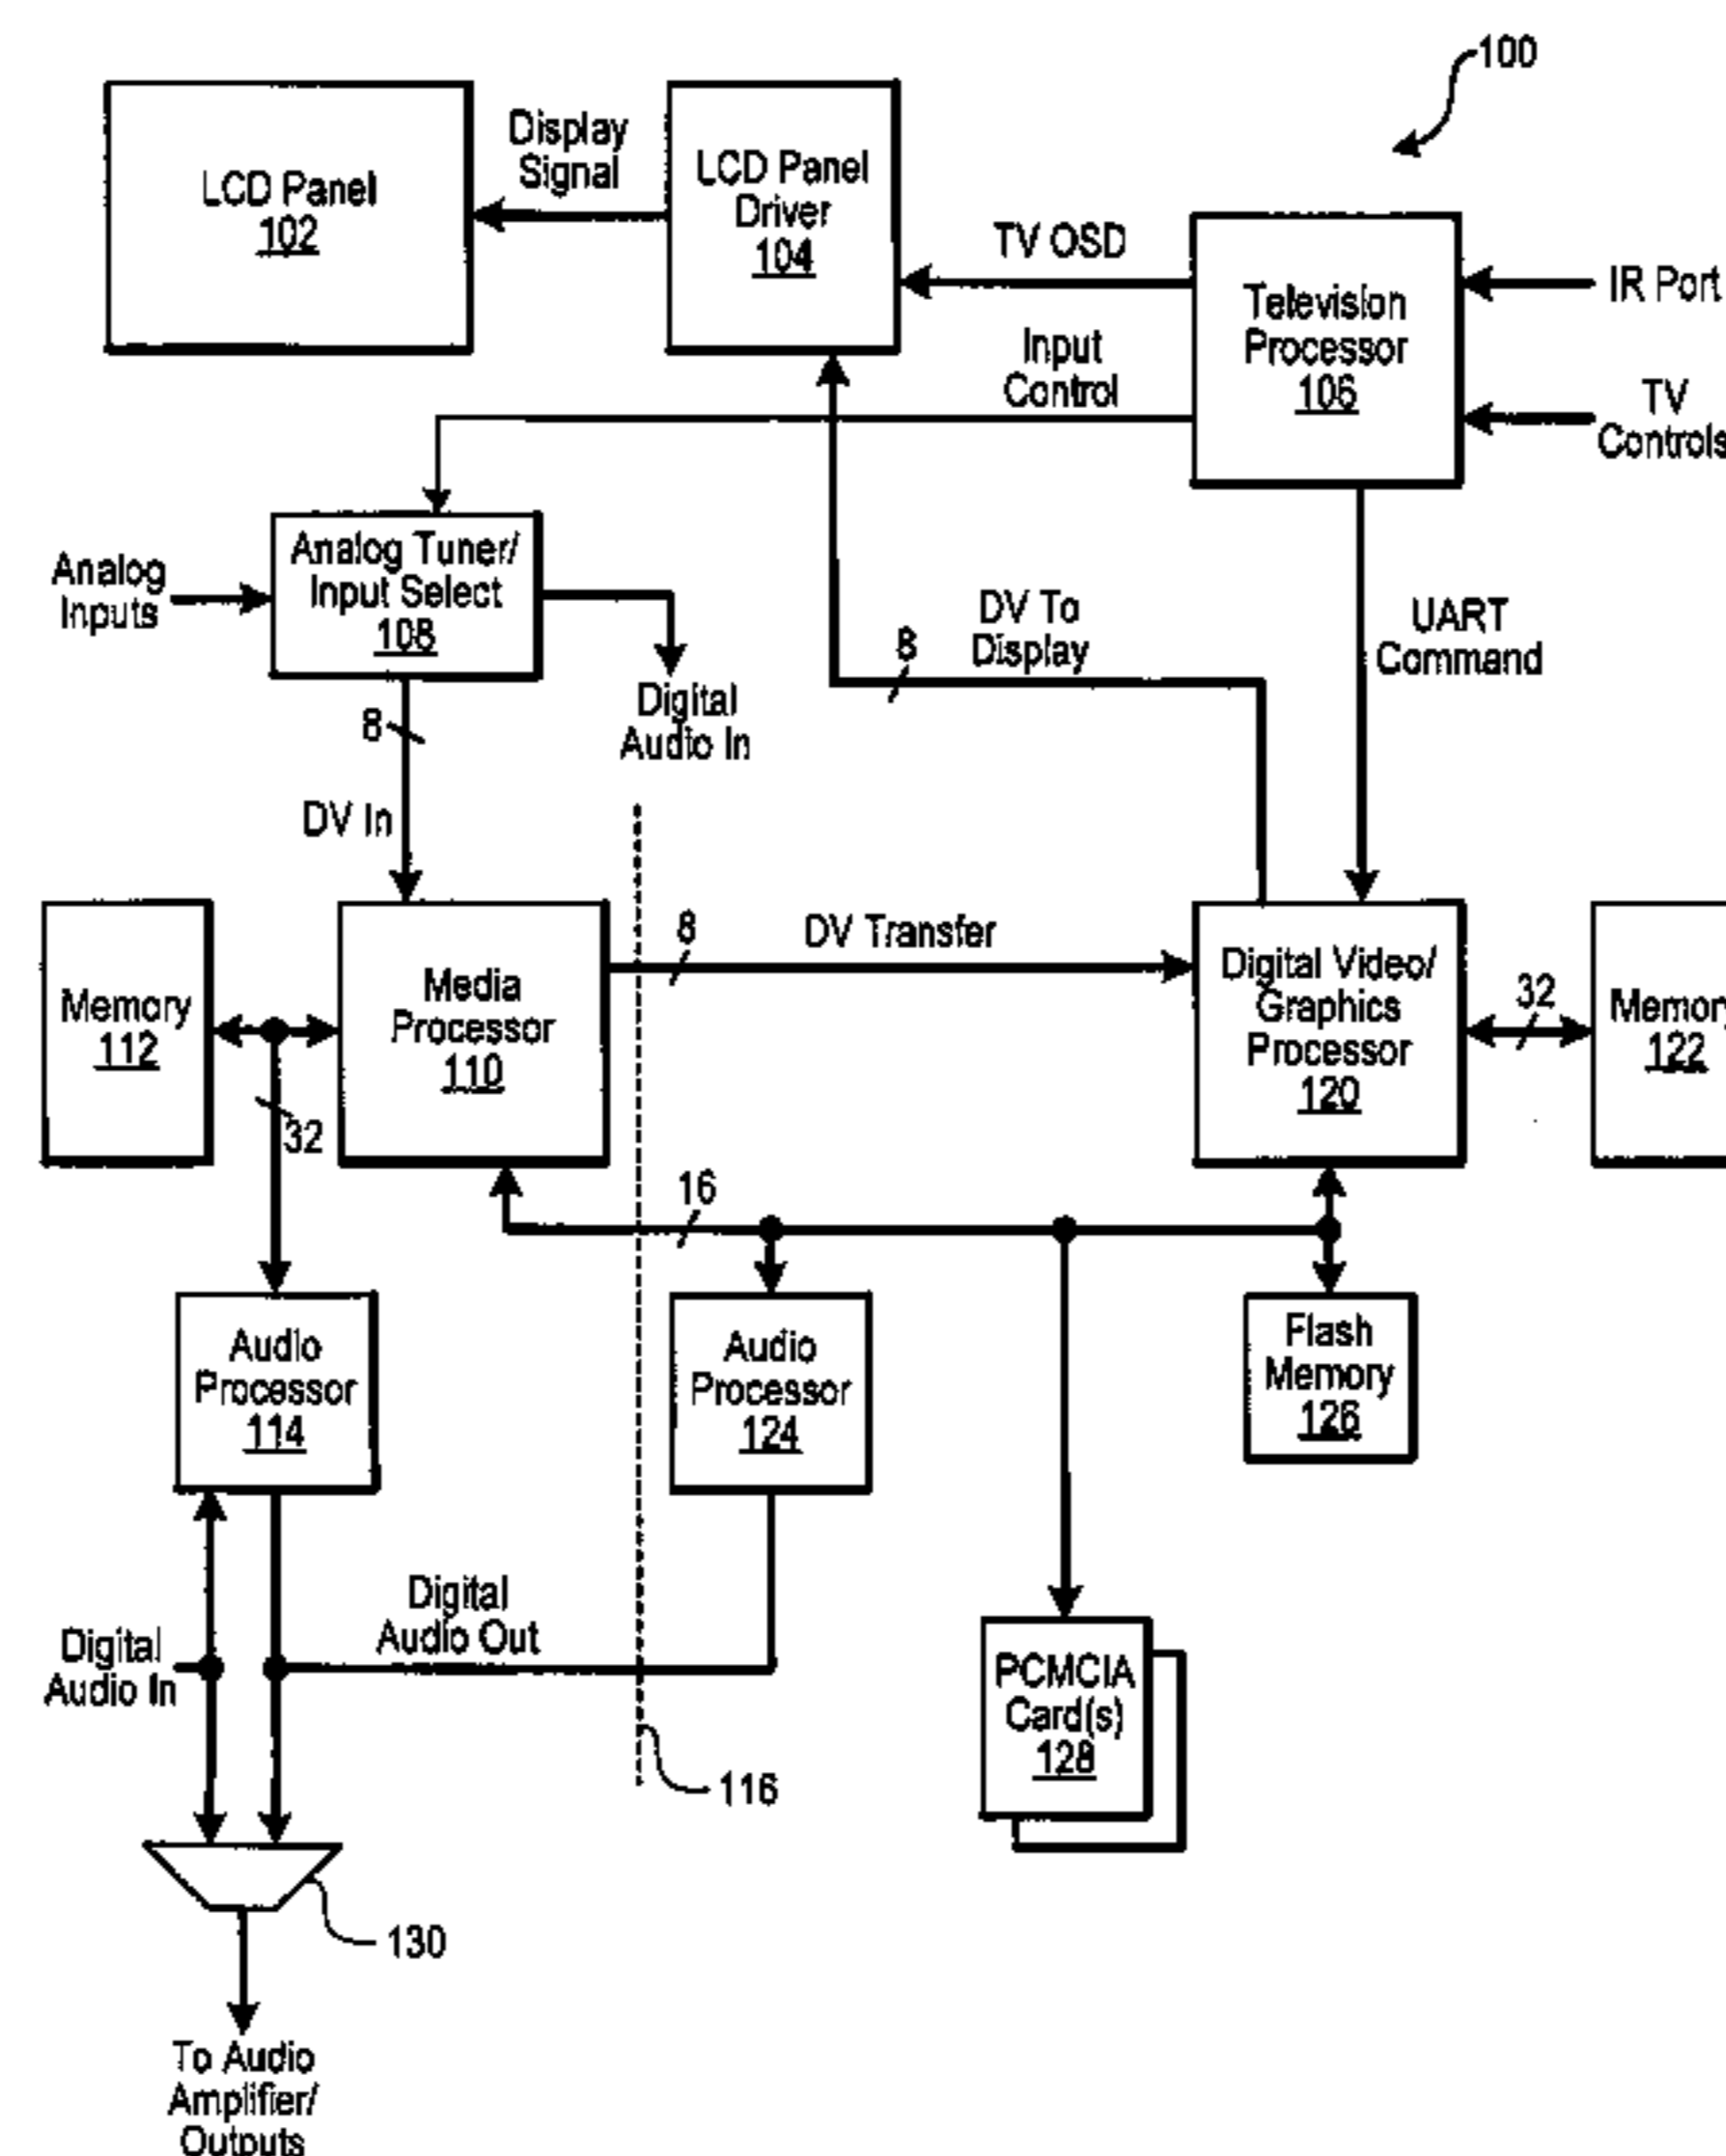 100
LCD Panel
102
Display
Signal
LCD Panel
Driver
104
TV OSD
Television
Processor
106
IR Port
Input
Control
TV
Controls
Analog
Inputs
Analog Tuner/
Input Select
108
8
Digital
Audio In
8
DV To
Display
UART
Command
DV In
Memory
112
Media
Processor
110
8
DV Transfer
Digital Video/
Graphics
Processor
120
32
Memory
122
32
16
Audio
Processor
114
Audio
Processor
124
Flash
Memory
126
Digital
Audio In
Digital
Audio Out
PCMCIA
Card(s)
128
116
130
To Audio
Amplifier/
Outputs